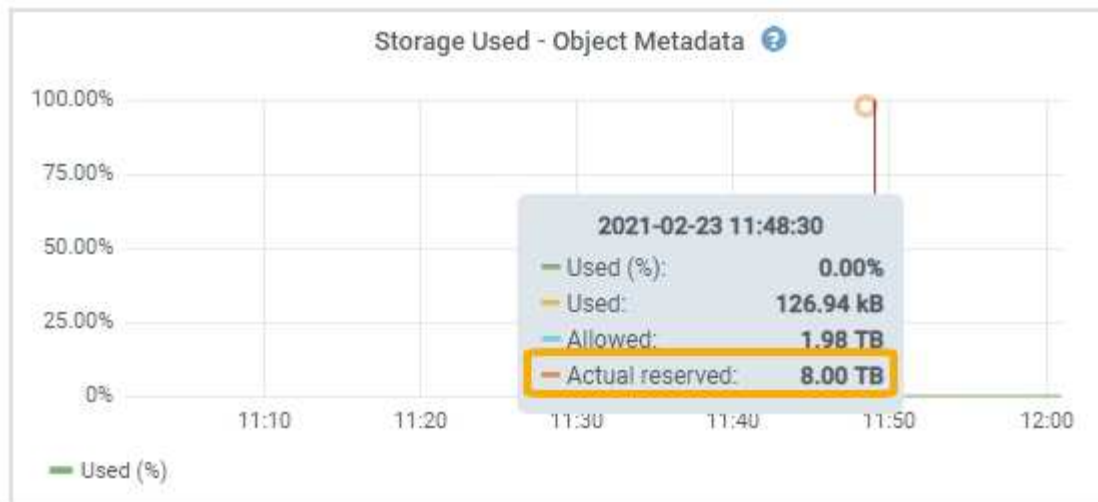 Storage Used - Object Metadata ?
100.00%
75.00%
50.00%
25.00%
0%
2021-02-23 11:48:30
Used (%): 0.00%
Used: 126.94 kB
Allowed: 1.98 TB
Actual reserved: 8.00 TB
11:10 11:20 11:30 11:40 11:50 12:00
Used (%)